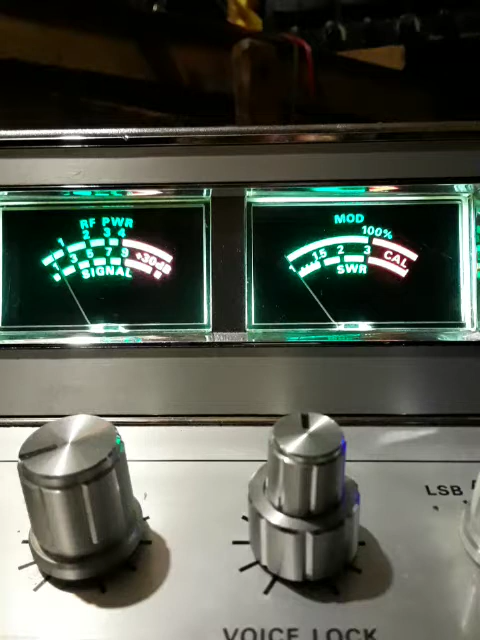 RF PWR
1 2 3 4
1 3 5 7 9 +30dB
SIGNAL
MOD
100%
1 1.5 2 3 CAL
SWR
LSB
VOICE LOCK